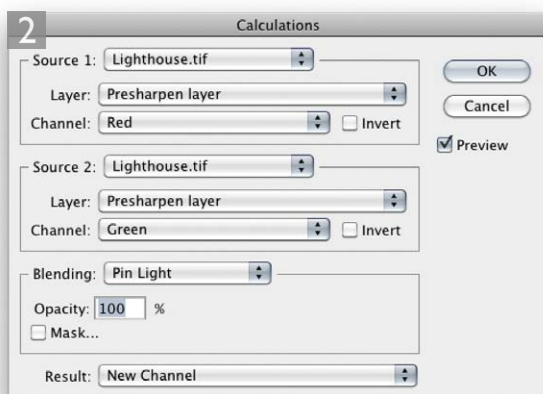 2
Calculations
Source 1: Lighthouse.tif
Layer: Presharpen layer
Channel: Red Invert
Source 2: Lighthouse.tif
Layer: Presharpen layer
Channel: Green Invert
Blending: Pin Light
Opacity: 100 %
Mask...
Result: New Channel
OK
Cancel
Preview